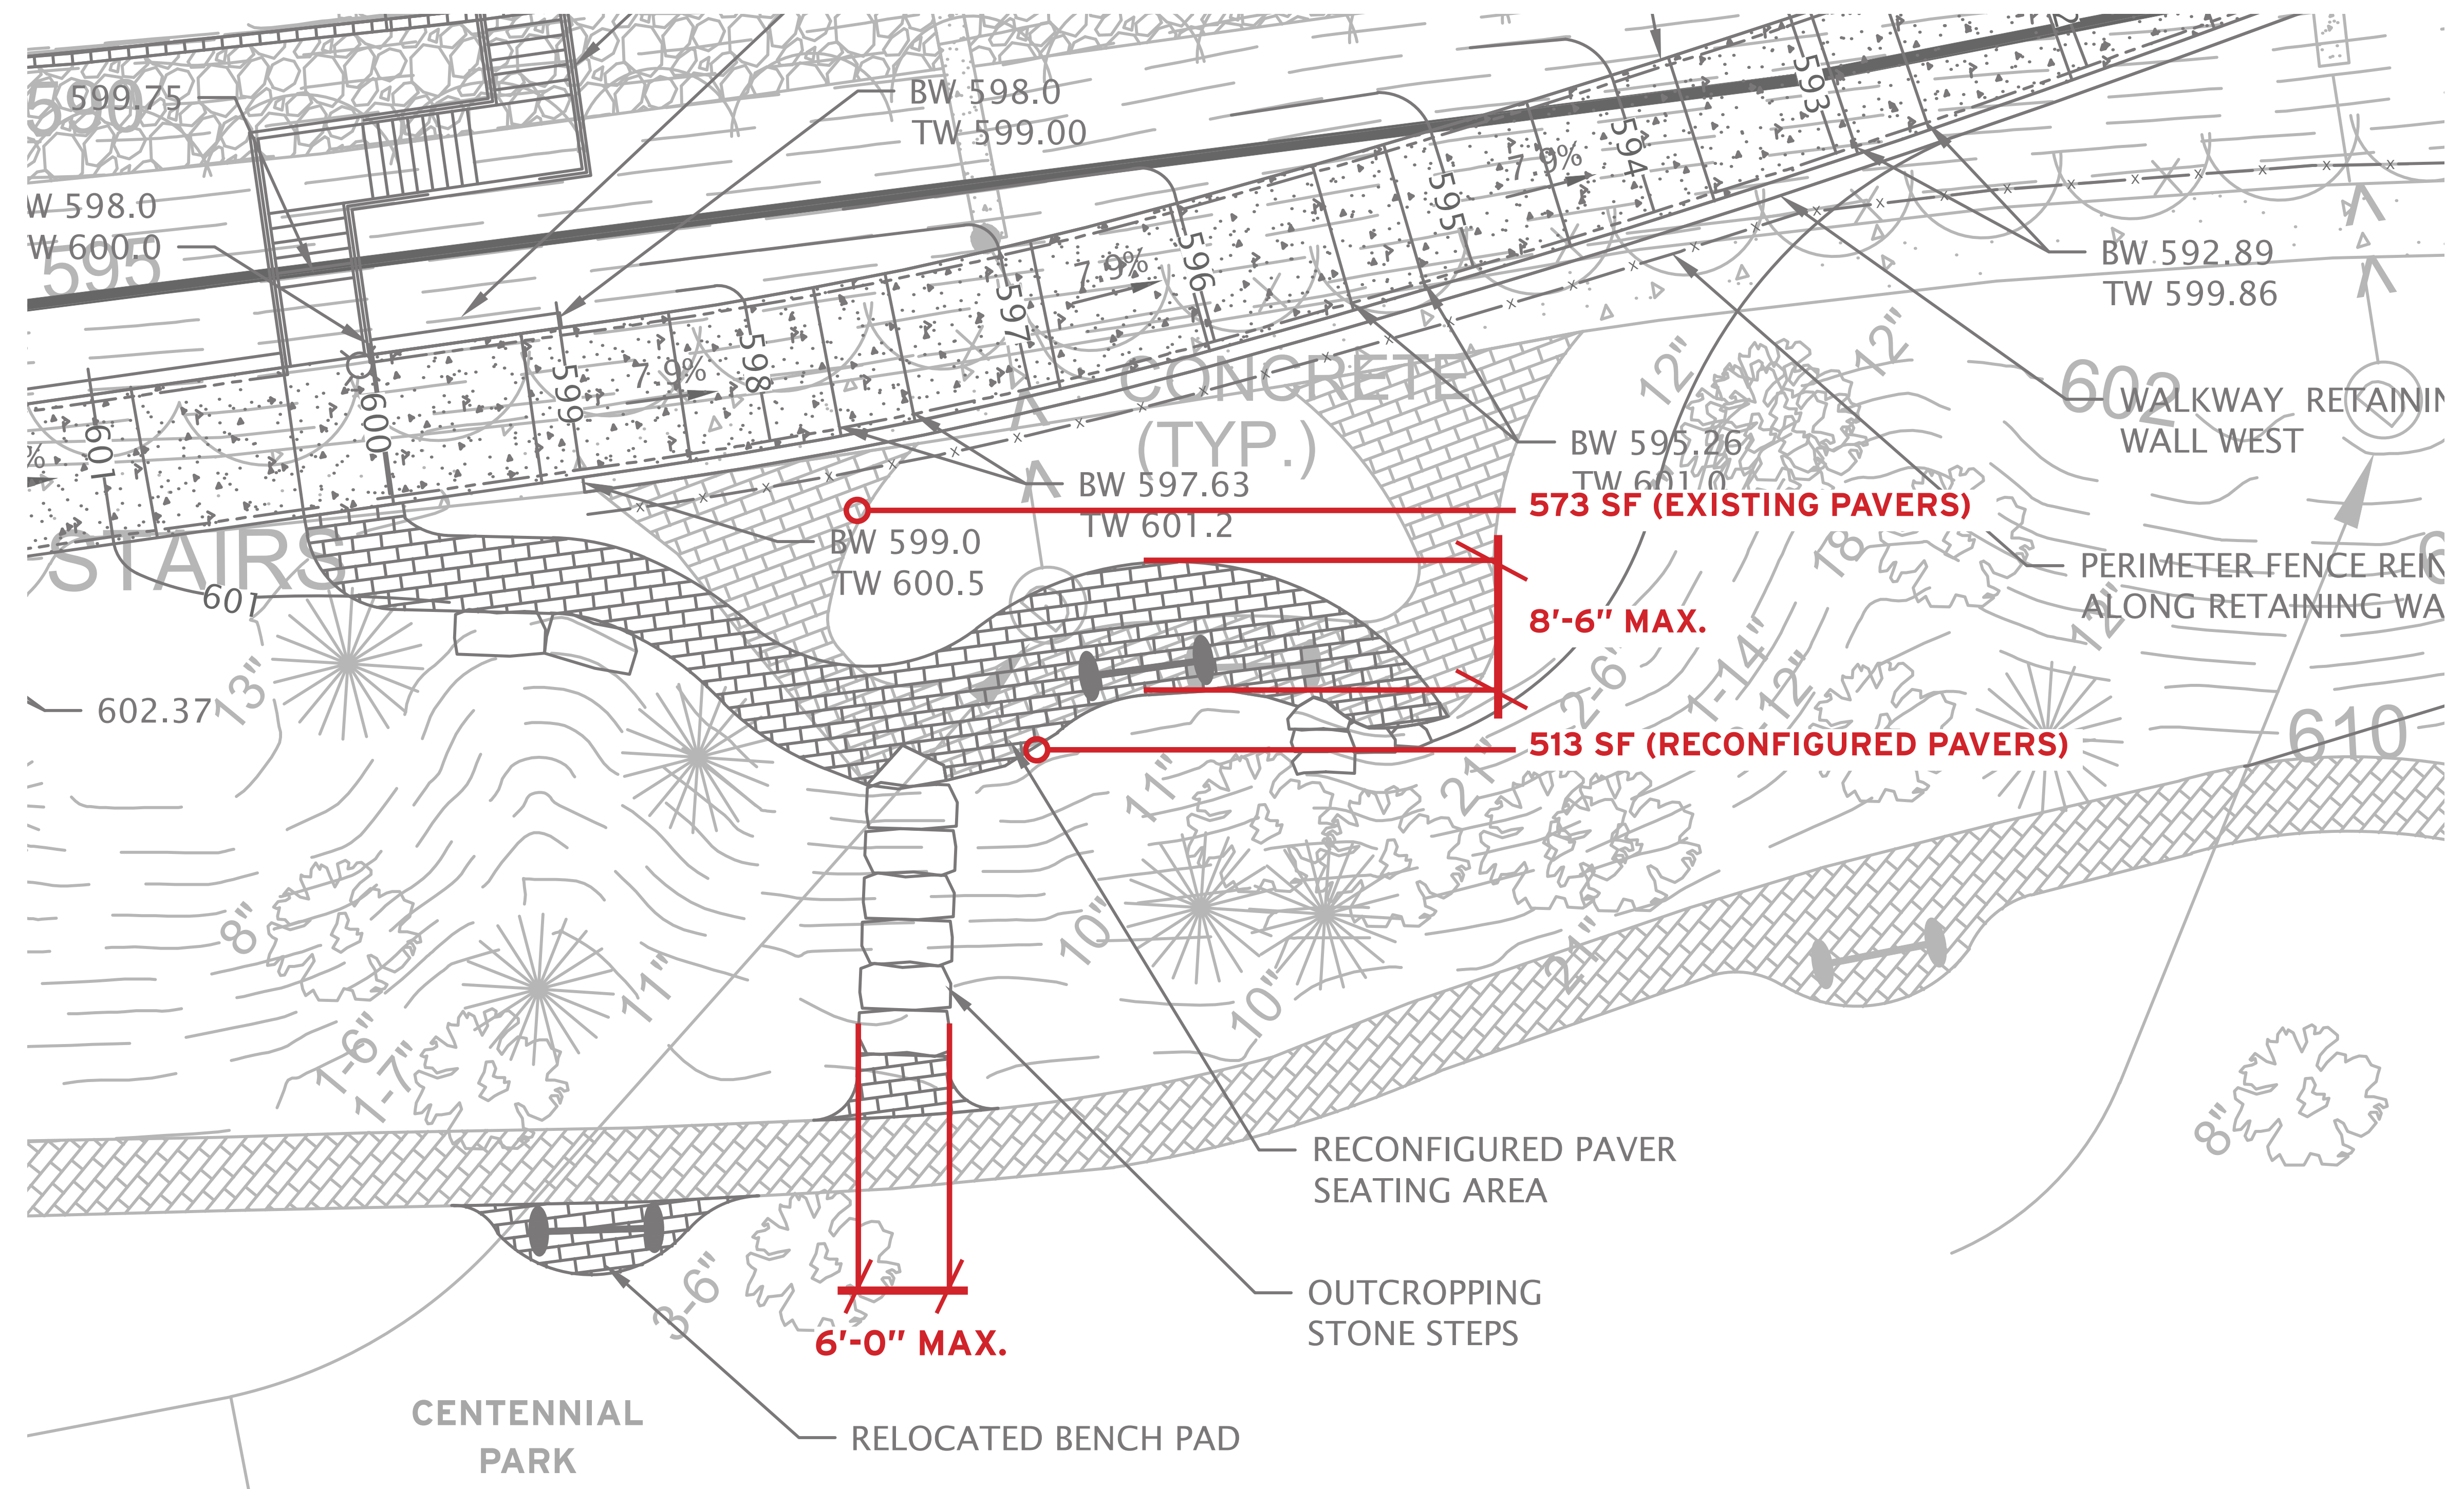 590
599.75
BW 598.0
TW 599.00
593
594
7.9%
595
W 598.0
W 600.0
595
596
7.9%
BW 592.89
TW 599.86
597
598
7.9%
599
600
601
%
CONCRETE
(TYP.)
12"
12"
602
WALKWAY RETAININ
WALL WEST
BW 595.26
TW 601.0
BW 597.63
TW 601.2
573 SF (EXISTING PAVERS)
BW 599.0
TW 600.5
STAIRS
601
18
PERIMETER FENCE REIN
ALONG RETAINING WA
8'-6" MAX.
12"
13"
602.37
2-6"
1-14"
-12"
610
513 SF (RECONFIGURED PAVERS)
11"
21"
8"
11"
10"
10"
21"
1-6"
1-7"
8"
RECONFIGURED PAVER
SEATING AREA
3-6"
OUTCROPPING
STONE STEPS
6'-0" MAX.
CENTENNIAL
PARK
RELOCATED BENCH PAD